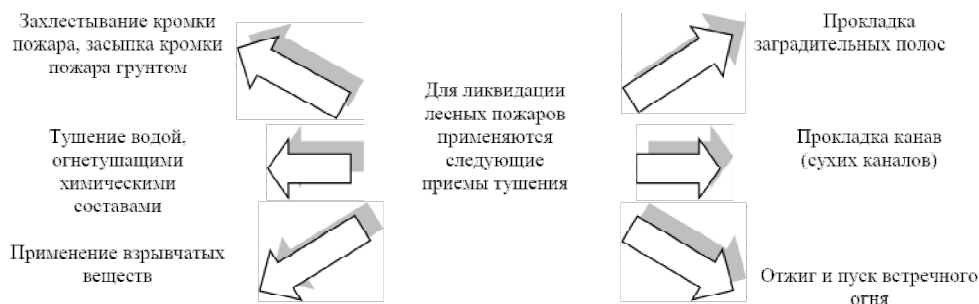 Захлестывание кромки
пожара, засыпка кромки
пожара грунтом
Тушение водой,
огнетушащими
химическими
составами
Применение взрывчатых
веществ
Для ликвидации
лесных пожаров
применяются
следующие
приемы тушения
Прокладка
заградительных полос
Прокладка канав
(сухих каналов)
Отжиг и пуск встречного
огня